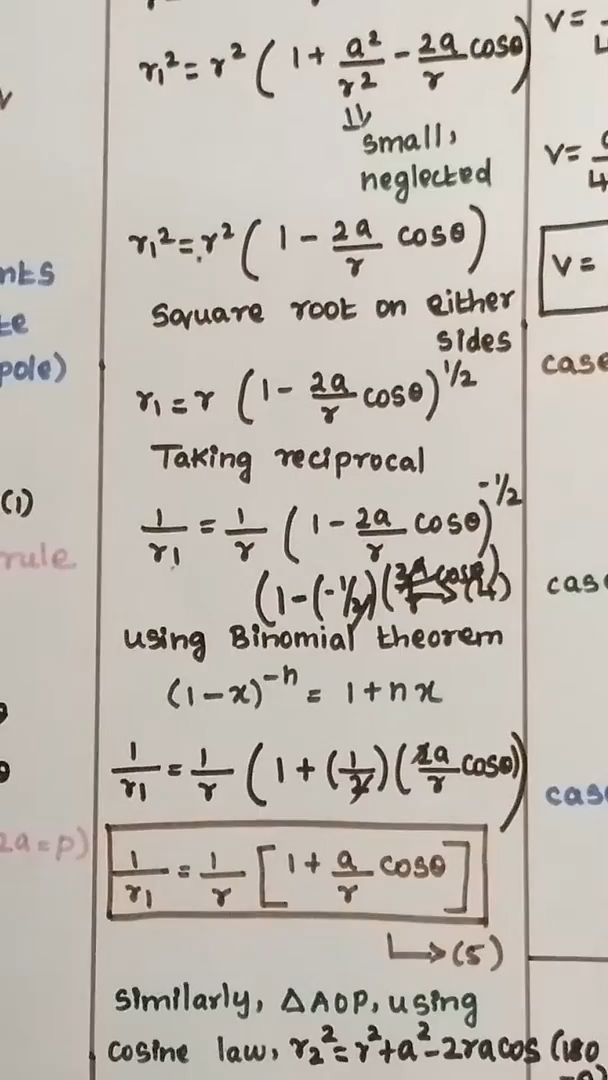 r₁² = r² ( 1 + a²/r² - 2a/r cosθ )
⇓
small,
neglected
r₁² = r² ( 1 - 2a/r cosθ )
Square root on either
sides
r₁ = r ( 1 - 2a/r cosθ )^1/2
Taking reciprocal
1/r₁ = 1/r ( 1 - 2a/r cosθ )^-1/2
using Binomial theorem
(1-x)^-n = 1+nx
1/r₁ = 1/r ( 1 + (1/2) (2a/r cosθ) )
1/r₁ = 1/r [ 1 + a/r cosθ ]
↳ (5)
Similarly, ΔAOP, using
cosine law, r₂² = r² + a² - 2ra cos (180
-θ)
nts
te
pole)
(1)
rule
2a = p)
V =
V =
V =
case
case
case